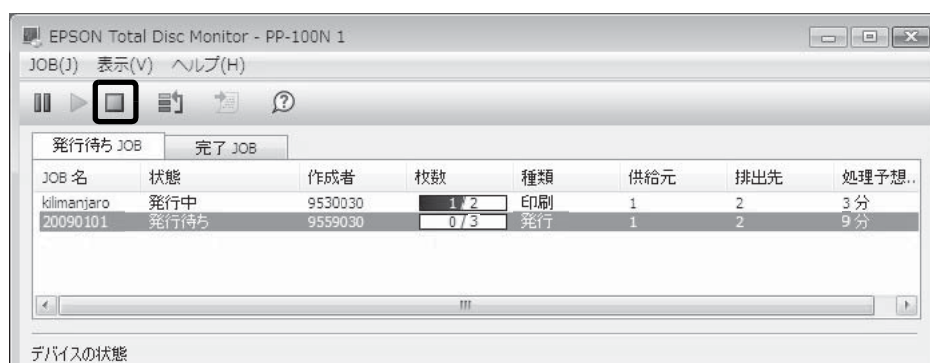 EPSON Total Disc Monitor - PP-100N 1
JOB(J) 表示(V) ヘルプ(H)
発行待ち JOB 完了 JOB
JOB 名 状態 作成者 枚数 種類 供給元 排出先 処理予想..
kilimanjaro 発行中 9530030 1 / 2 印刷 1 2 3 分
20090101 発行待ち 9559030 0 / 3 発行 1 2 9 分
デバイスの状態